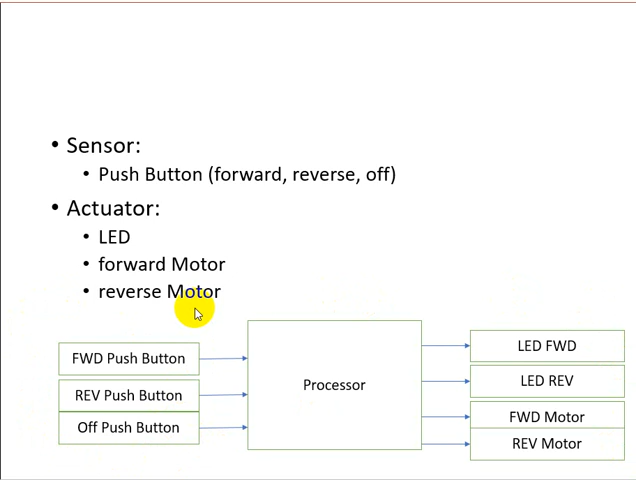 • Sensor:
• Push Button (forward, reverse, off)
• Actuator:
• LED
• forward Motor
• reverse Motor
FWD Push Button
REV Push Button
Off Push Button
Processor
LED FWD
LED REV
FWD Motor
REV Motor